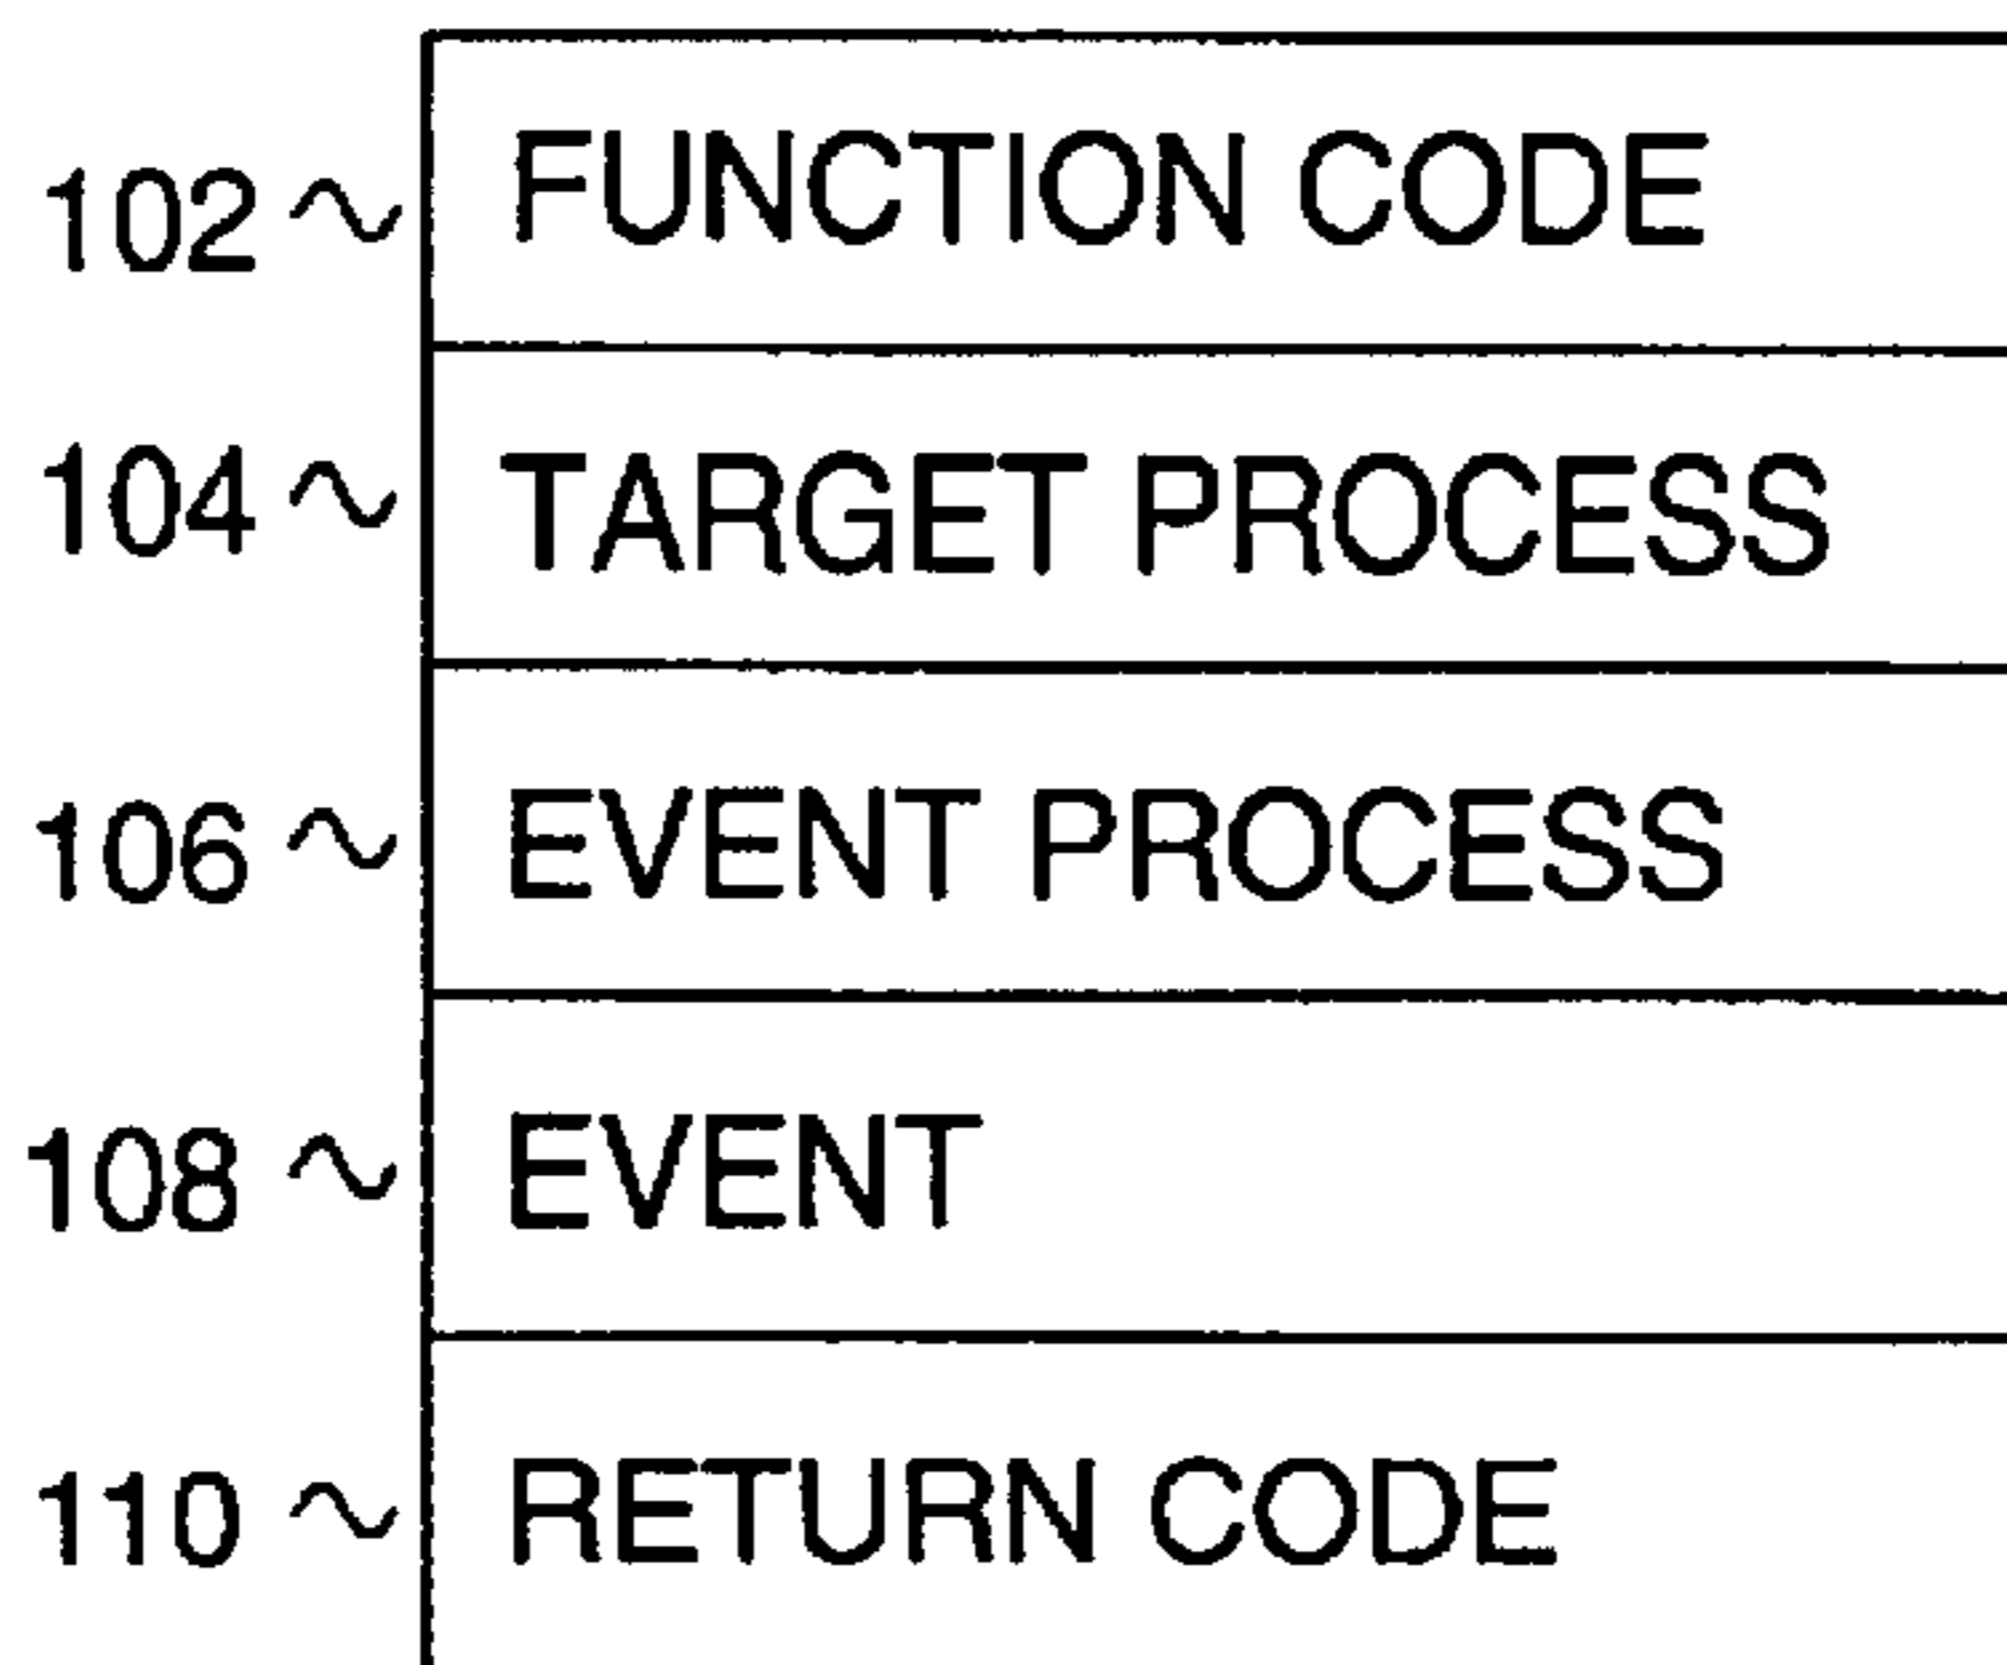 102 FUNCTION CODE
104 TARGET PROCESS
106 EVENT PROCESS
108 EVENT
110 RETURN CODE